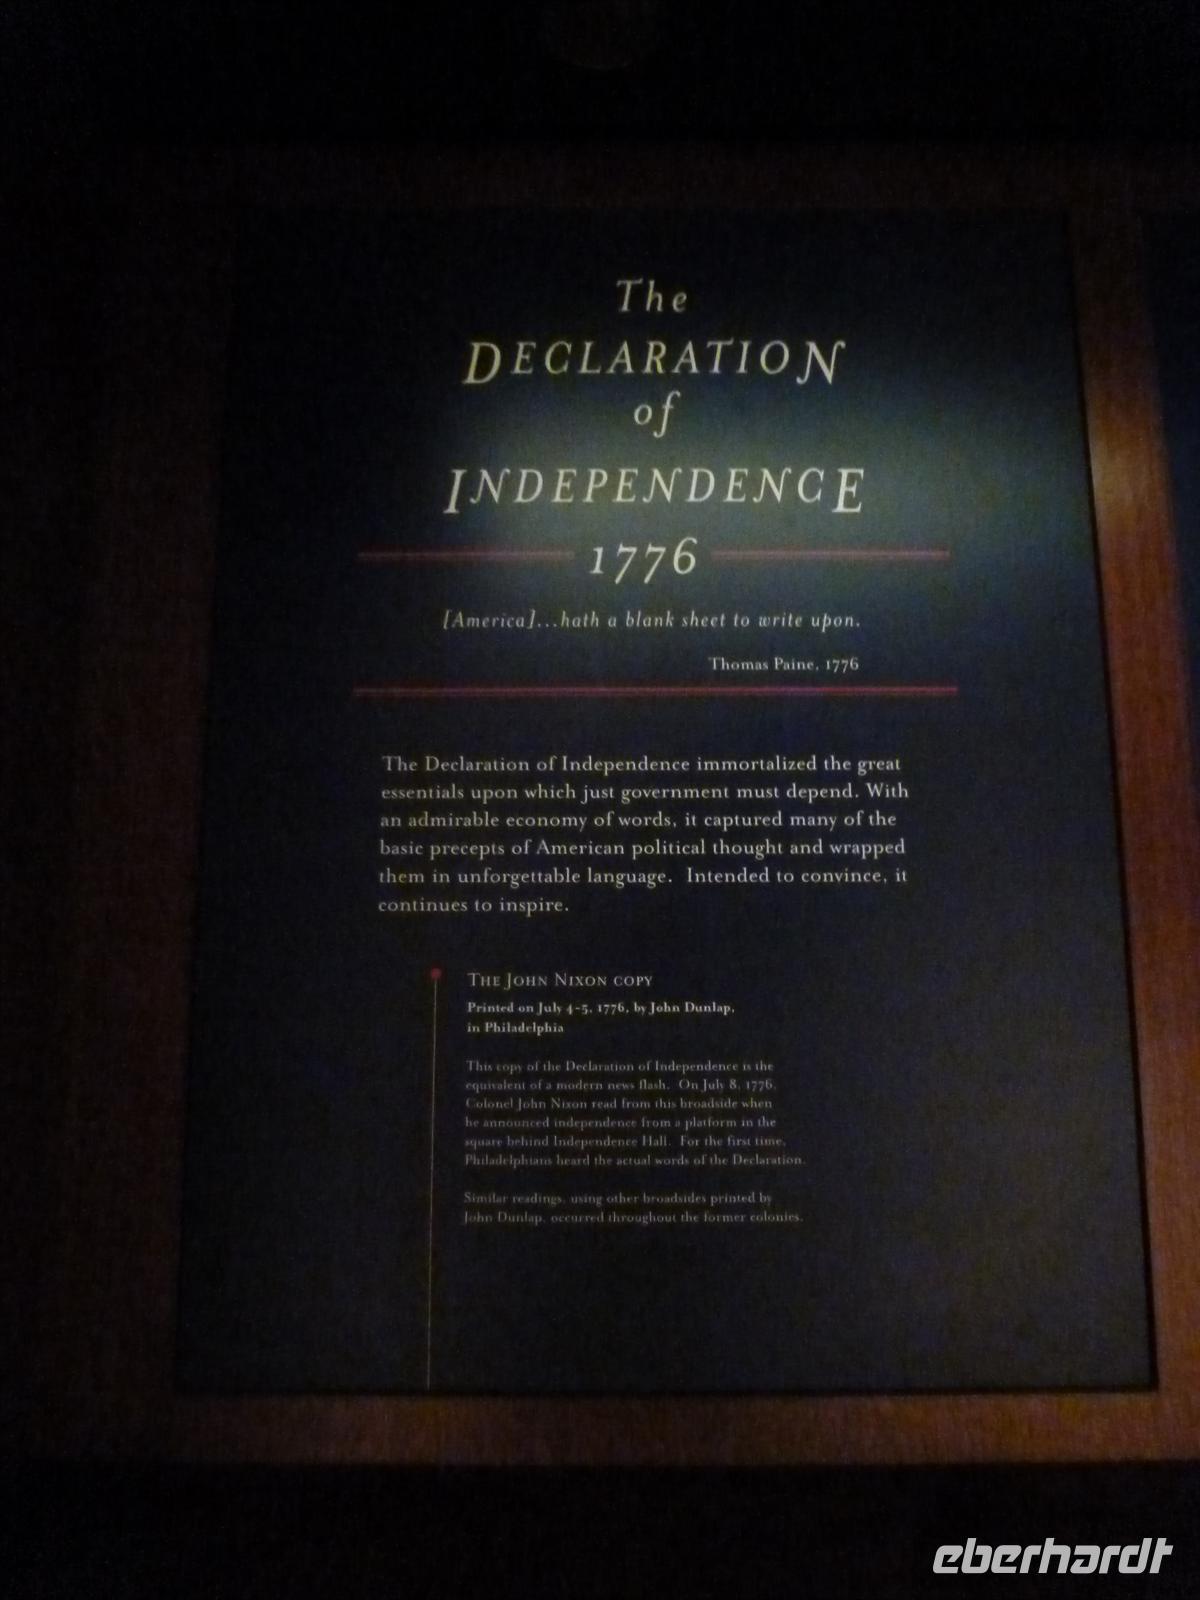 The
DECLARATION
of
INDEPENDENCE
1776
[America]...hath a blank sheet to write upon.
Thomas Paine, 1776
The Declaration of Independence immortalized the great
essentials upon which just government must depend. With
an admirable economy of words, it captured many of the
basic precepts of American political thought and wrapped
them in unforgettable language. Intended to convince, it
continues to inspire.
THE JOHN NIXON COPY
Printed on July 4-5, 1776, by John Dunlap,
in Philadelphia
This copy of the Declaration of Independence is the
equivalent of a modern news flash. On July 8, 1776,
Colonel John Nixon read from this broadside when
he announced independence from a platform in the
square behind Independence Hall. For the first time,
Philadelphians heard the actual words of the Declaration.
Similar readings, using other broadsides printed by
John Dunlap, occurred throughout the former colonies.
eberhardt